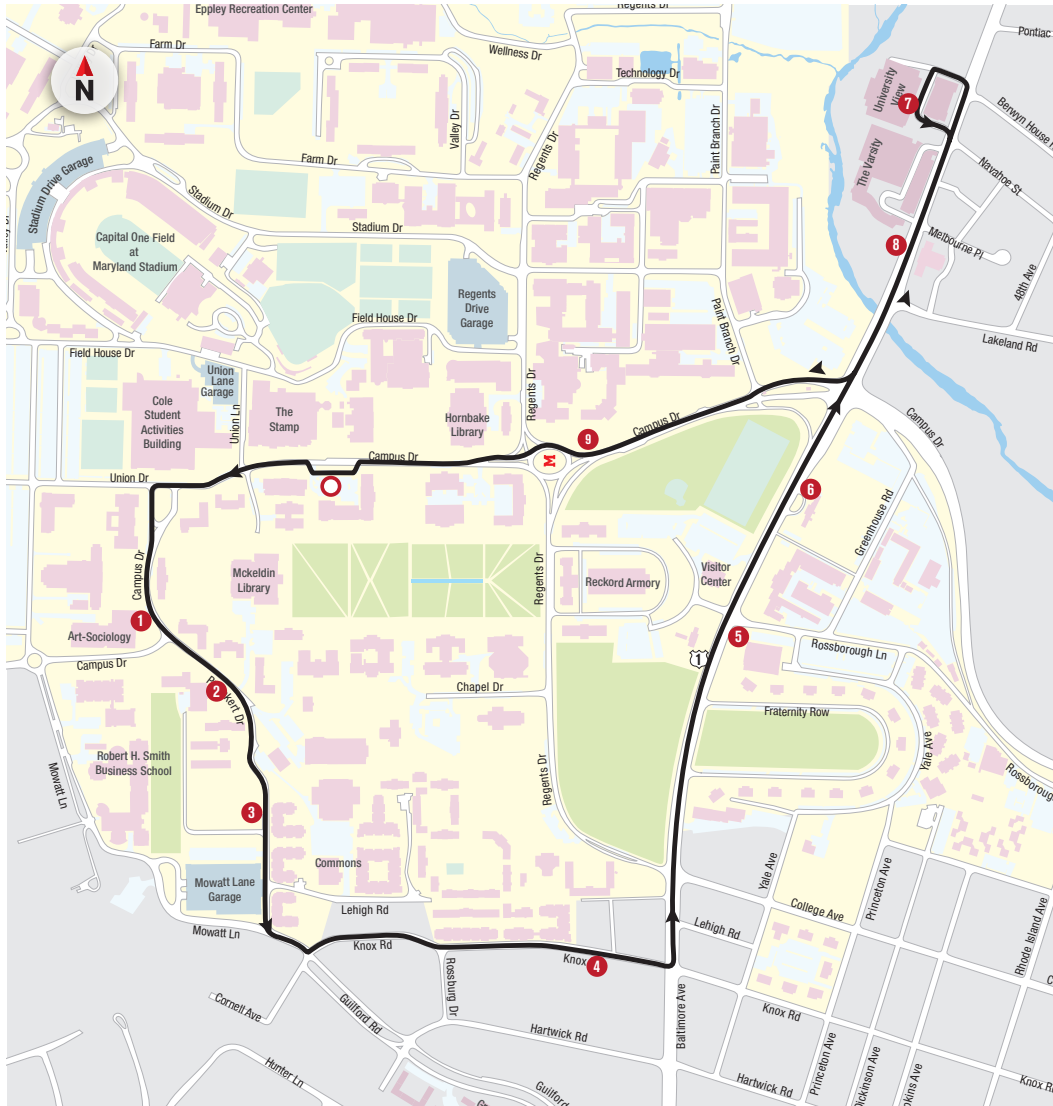 Eppley Recreation Center
Regents Dr
Pontiac
Farm Dr
Wellness Dr
Technology Dr
N
Valley Dr
Regents Dr
Paint Branch Dr
University
View
7
Berwyn House
Stadium Drive Garage
Farm Dr
Navahoe St
The Varsity
Stadium Dr
Stadium Dr
8
Melbourne Pl
48th Ave
Capital One Field
at
Maryland Stadium
Regents
Drive
Garage
Field House Dr
Paint Branch Dr
Lakeland Rd
Field House Dr
Union
Lane
Garage
Regents Dr
Cole
Student
Activities
Building
Union Ln
The
Stamp
Hornbake
Library
Campus Dr
Campus Dr
9
Campus Dr
M
Union Dr
6
Greenhouse Rd
Campus Dr
Mckeldin
Library
Regents Dr
Reckord Armory
Visitor
Center
1
Art-Sociology
5
Rossborough Ln
Campus Dr
1
2
Chapel Dr
Fraternity Row
Yale Ave
Robert H. Smith
Business School
Mowatt Ln
Regents Dr
3
Commons
Yale Ave
Princeton Ave
Mowatt Lane
Garage
Lehigh Rd
College Ave
Rhode Island Ave
Mowatt Ln
Knox Rd
Lehigh Rd
Knox
4
Cornell Ave
Guilford Rd
Rossburg Dr
Hartwick Rd
Baltimore Ave
Knox Rd
Princeton Ave
Dickinson Ave
Hunter Ln
Guilford
Hartwick Rd
Knox R